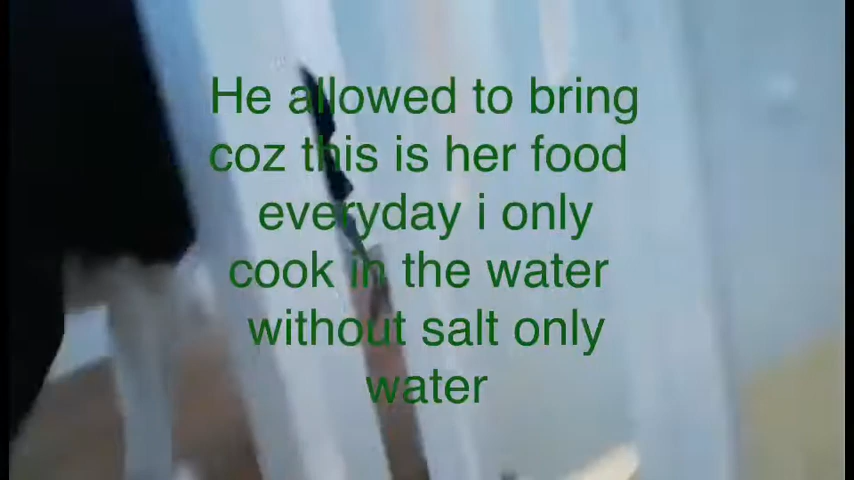 He allowed to bring
coz this is her food
everyday i only
cook in the water
without salt only
water